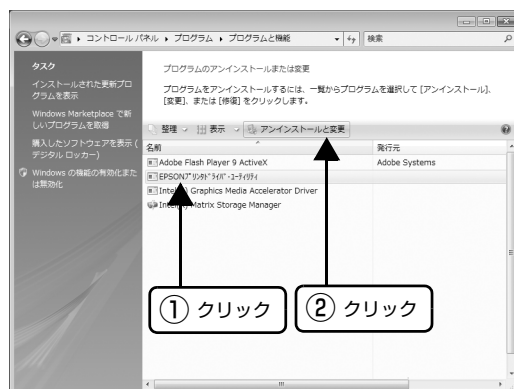 コントロール パネル ▸ プログラム ▸ プログラムと機能
検索
タスク
インストールされた更新プロ
グラムを表示
Windows Marketplace で新
しいプログラムを取得
購入したソフトウェアを表示 (
デジタル ロッカー)
Windows の機能の有効化また
は無効化
プログラムのアンインストールまたは変更
プログラムをアンインストールするには、一覧からプログラムを選択して [アンインストール]、
[変更]、または [修復] をクリックします。
整理 表示 アンインストールと変更
名前 発行元
Adobe Flash Player 9 ActiveX Adobe Systems
EPSONプリンタドライバ・ユーティリティ
Graphics Media Accelerator Driver
Matrix Storage Manager
① クリック
② クリック